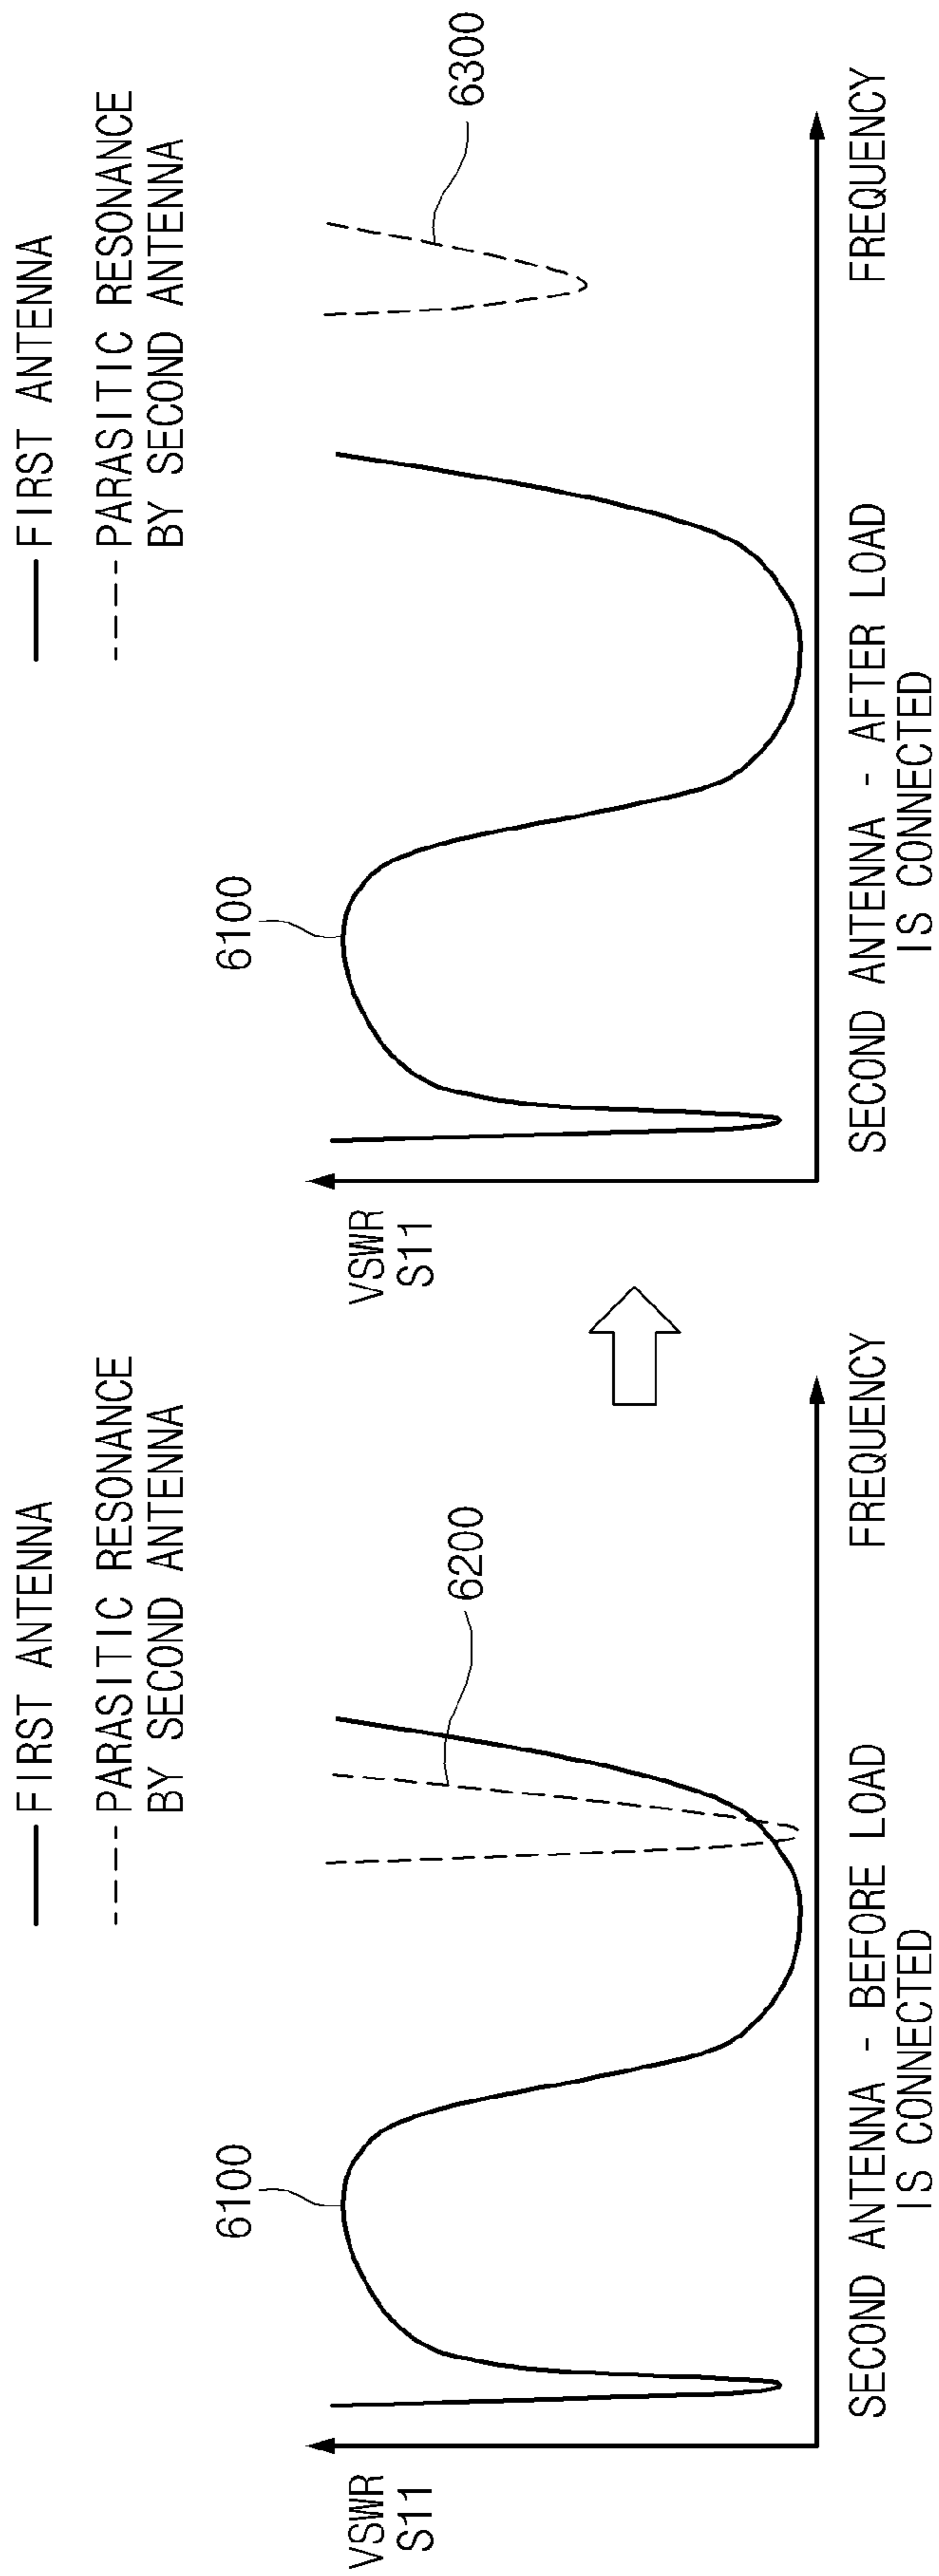 FIRST ANTENNA
PARASITIC RESONANCE
BY SECOND ANTENNA
VSWR
S11
6100
6200
FREQUENCY
SECOND ANTENNA - BEFORE LOAD
IS CONNECTED
FIRST ANTENNA
PARASITIC RESONANCE
BY SECOND ANTENNA
VSWR
S11
6100
6300
FREQUENCY
SECOND ANTENNA - AFTER LOAD
IS CONNECTED